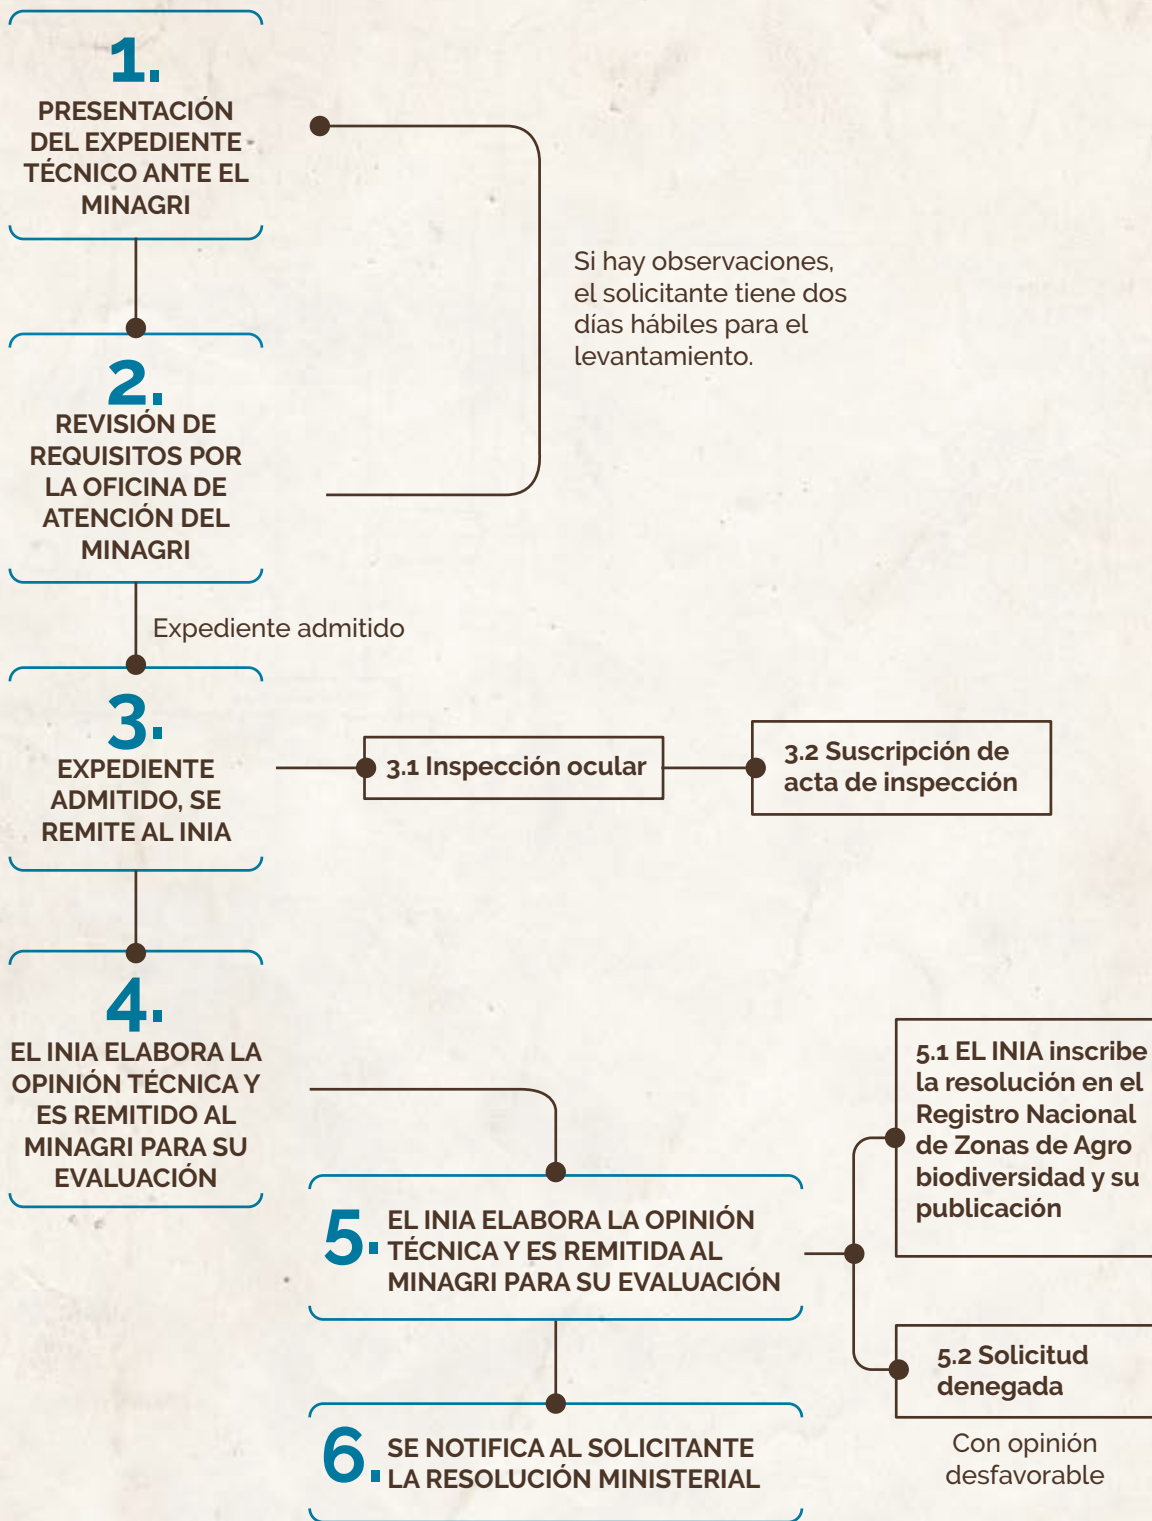 1.
PRESENTACIÓN
DEL EXPEDIENTE
TÉCNICO ANTE EL
MINAGRI
Si hay observaciones,
el solicitante tiene dos
días hábiles para el
levantamiento.
2.
REVISIÓN DE
REQUISITOS POR
LA OFICINA DE
ATENCIÓN DEL
MINAGRI
Expediente admitido
3.
EXPEDIENTE
ADMITIDO, SE
REMITE AL INIA
3.1 Inspección ocular
3.2 Suscripción de
acta de inspección
4.
EL INIA ELABORA LA
OPINIÓN TÉCNICA Y
ES REMITIDO AL
MINAGRI PARA SU
EVALUACIÓN
5.
EL INIA ELABORA LA OPINIÓN
TÉCNICA Y ES REMITIDA AL
MINAGRI PARA SU EVALUACIÓN
5.1 EL INIA inscribe
la resolución en el
Registro Nacional
de Zonas de Agro
biodiversidad y su
publicación
5.2 Solicitud
denegada
Con opinión
desfavorable
6.
SE NOTIFICA AL SOLICITANTE
LA RESOLUCIÓN MINISTERIAL